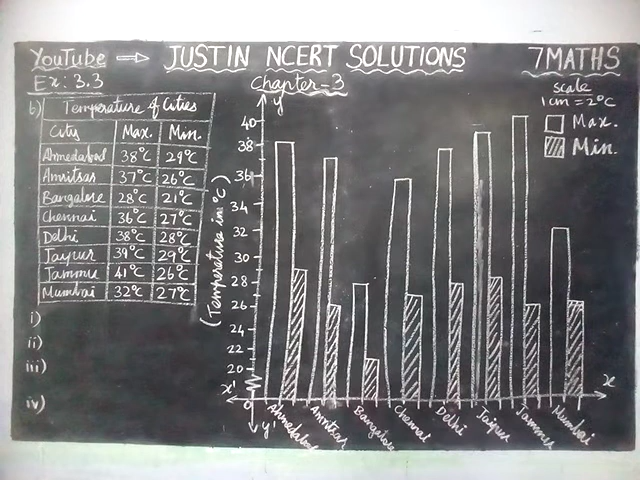 YouTube → JUSTIN NCERT SOLUTIONS 7MATHS
Ex: 3.3 Chapter-3
scale
1cm = 2°C
Max.
Min.
b) Temperature of Cities
City Max. Min.
Ahmedabad 38°C 29°C
Amritsar 37°C 26°C
Bangalore 28°C 21°C
Chennai 36°C 27°C
Delhi 38°C 28°C
Jaipur 39°C 29°C
Jammu 41°C 26°C
Mumbai 32°C 27°C
i)
ii)
iii)
iv)
Y
(Temperature in °C)
40
38
36
34
32
30
28
26
24
22
20
X' 0 X
Y'
Ahmedabad Amritsar Bangalore Chennai Delhi Jaipur Jammu Mumbai